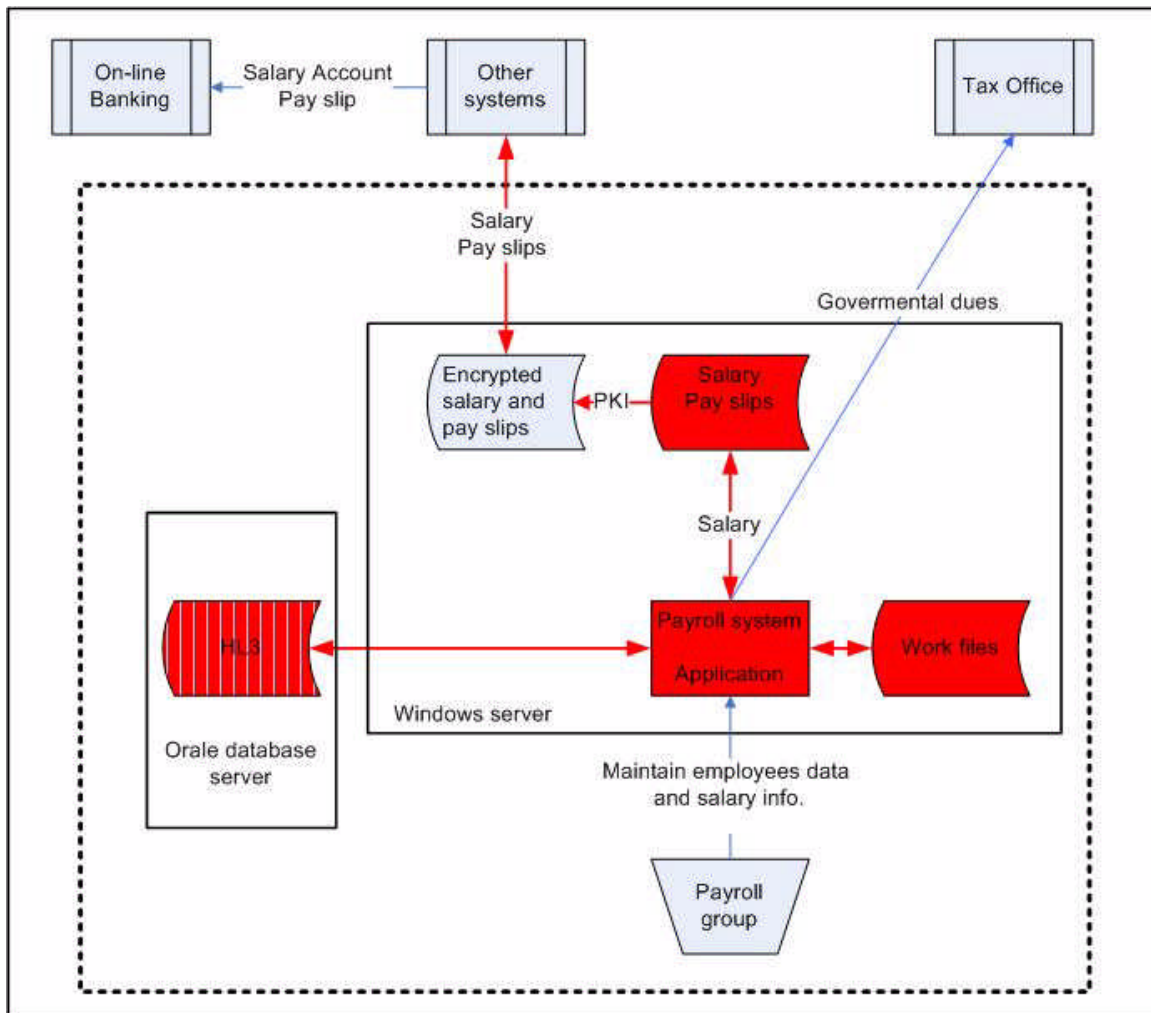 On-line
Banking
Salary Account
Pay slip
Other
systems
Tax Office
Salary
Pay slips
Govermental dues
Encrypted
salary and
pay slips
PKI
Salary
Pay slips
Salary
HL3
Payroll system
Application
Work files
Windows server
Orale database
server
Maintain employees data
and salary info.
Payroll
group